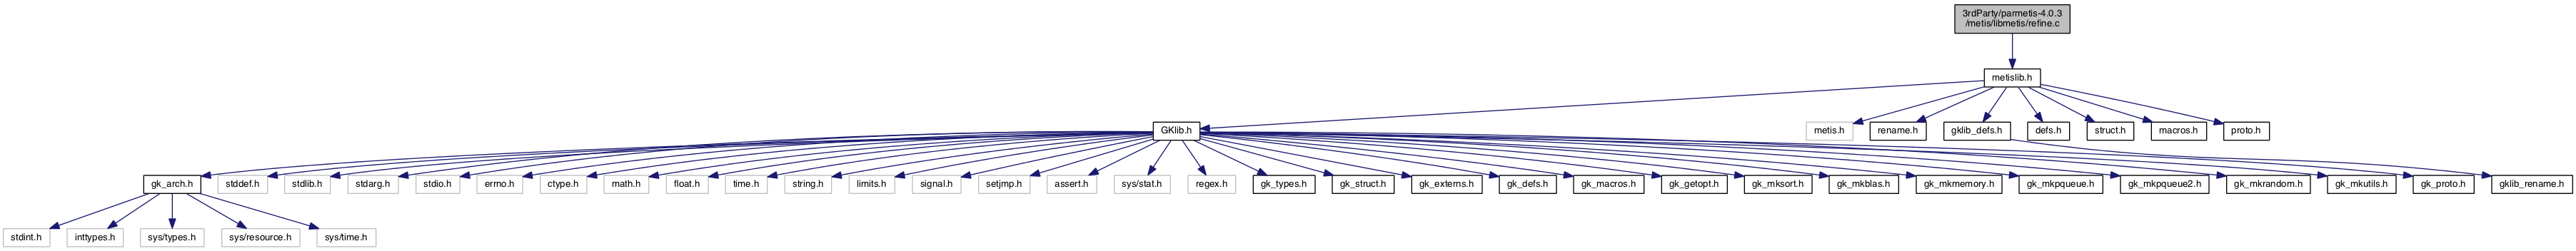 3rdParty/parmetis-4.0.3
/metis/libmetis/refine.c
metislib.h
GKlib.h
metis.h
rename.h
gklib_defs.h
defs.h
struct.h
macros.h
proto.h
gk_arch.h
stddef.h
stdlib.h
stdarg.h
stdio.h
errno.h
ctype.h
math.h
float.h
time.h
string.h
limits.h
signal.h
setjmp.h
assert.h
sys/stat.h
regex.h
gk_types.h
gk_struct.h
gk_externs.h
gk_defs.h
gk_macros.h
gk_getopt.h
gk_mksort.h
gk_mkblas.h
gk_mkmemory.h
gk_mkpqueue.h
gk_mkpqueue2.h
gk_mkrandom.h
gk_mkutils.h
gk_proto.h
gklib_rename.h
stdint.h
inttypes.h
sys/types.h
sys/resource.h
sys/time.h